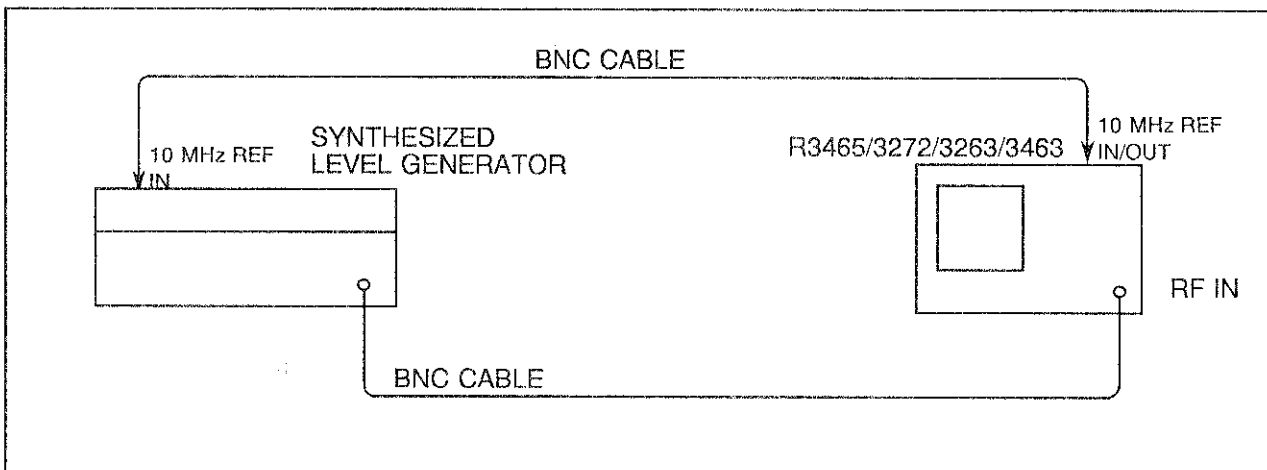 BNC CABLE
10 MHz REF
IN
SYNTHESIZED
LEVEL GENERATOR
R3465/3272/3263/3463
10 MHz REF
IN/OUT
RF IN
BNC CABLE